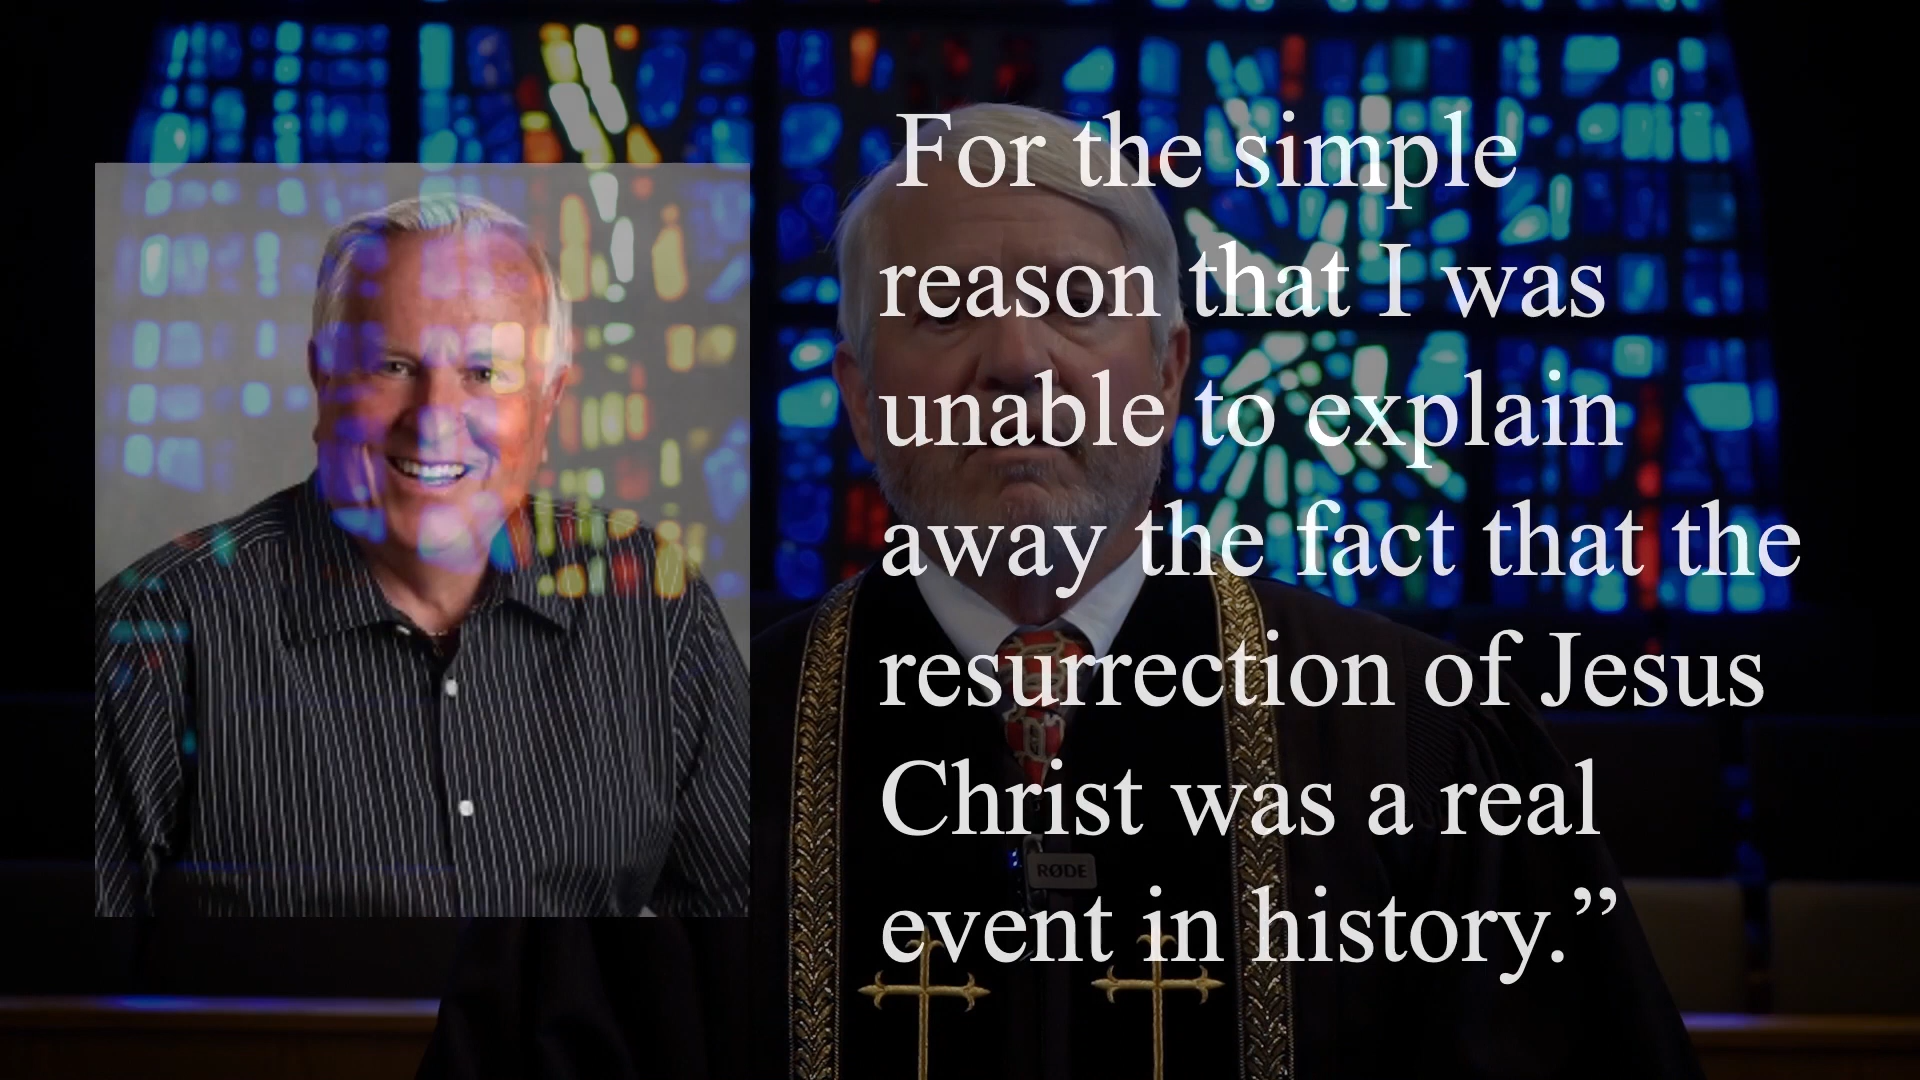 For the simple
reason that I was
unable to explain
away the fact that the
resurrection of Jesus
Christ was a real
event in history.”
RØDE